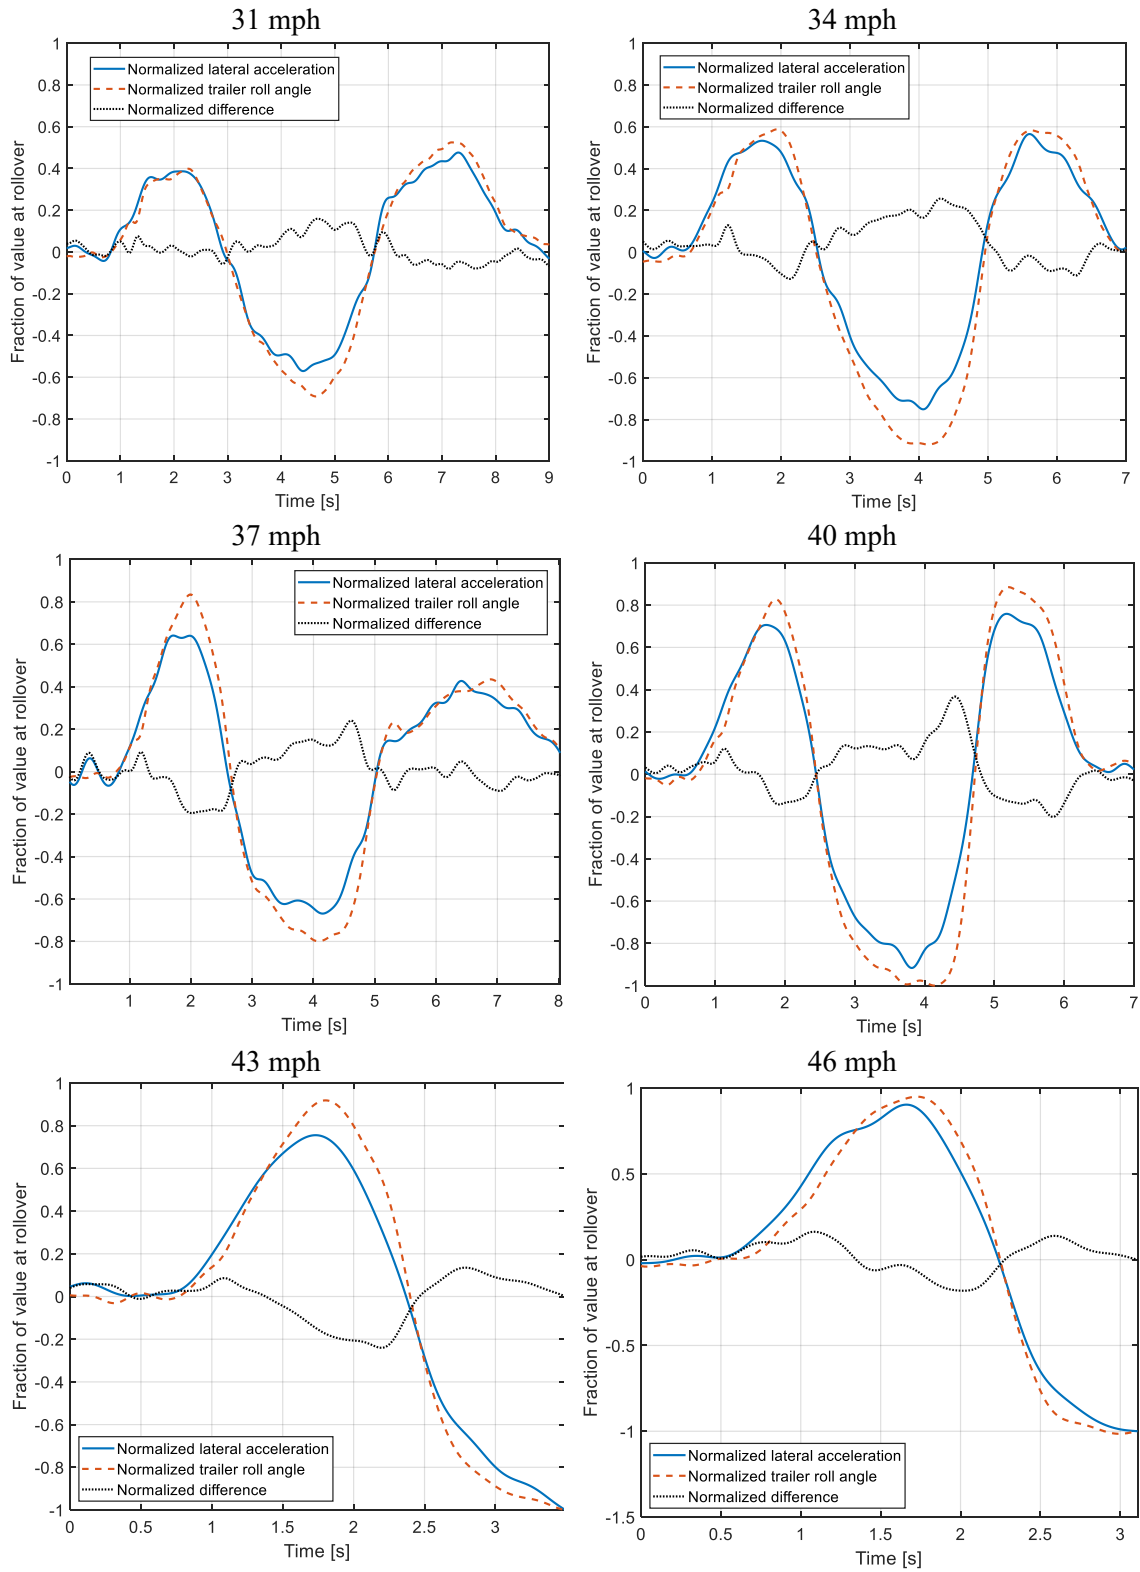 31 mph
34 mph
1
0.8
0.6
0.4
0.2
0
-0.2
-0.4
-0.6
-0.8
-1
Fraction of value at rollover
Normalized lateral acceleration
Normalized trailer roll angle
Normalized difference
0 1 2 3 4 5 6 7 8 9
Time [s]
1
0.8
0.6
0.4
0.2
0
-0.2
-0.4
-0.6
-0.8
-1
Fraction of value at rollover
Normalized lateral acceleration
Normalized trailer roll angle
Normalized difference
0 1 2 3 4 5 6 7
Time [s]
37 mph
40 mph
1
0.8
0.6
0.4
0.2
0
-0.2
-0.4
-0.6
-0.8
-1
Fraction of value at rollover
Normalized lateral acceleration
Normalized trailer roll angle
Normalized difference
1 2 3 4 5 6 7 8
Time [s]
1
0.8
0.6
0.4
0.2
0
-0.2
-0.4
-0.6
-0.8
-1
Fraction of value at rollover
Normalized lateral acceleration
Normalized trailer roll angle
Normalized difference
0 1 2 3 4 5 6 7
Time [s]
43 mph
46 mph
1
0.8
0.6
0.4
0.2
0
-0.2
-0.4
-0.6
-0.8
-1
Fraction of value at rollover
Normalized lateral acceleration
Normalized trailer roll angle
Normalized difference
0 0.5 1 1.5 2 2.5 3
Time [s]
1
0.5
0
-0.5
-1
-1.5
Fraction of value at rollover
Normalized lateral acceleration
Normalized trailer roll angle
Normalized difference
0 0.5 1 1.5 2 2.5 3
Time [s]